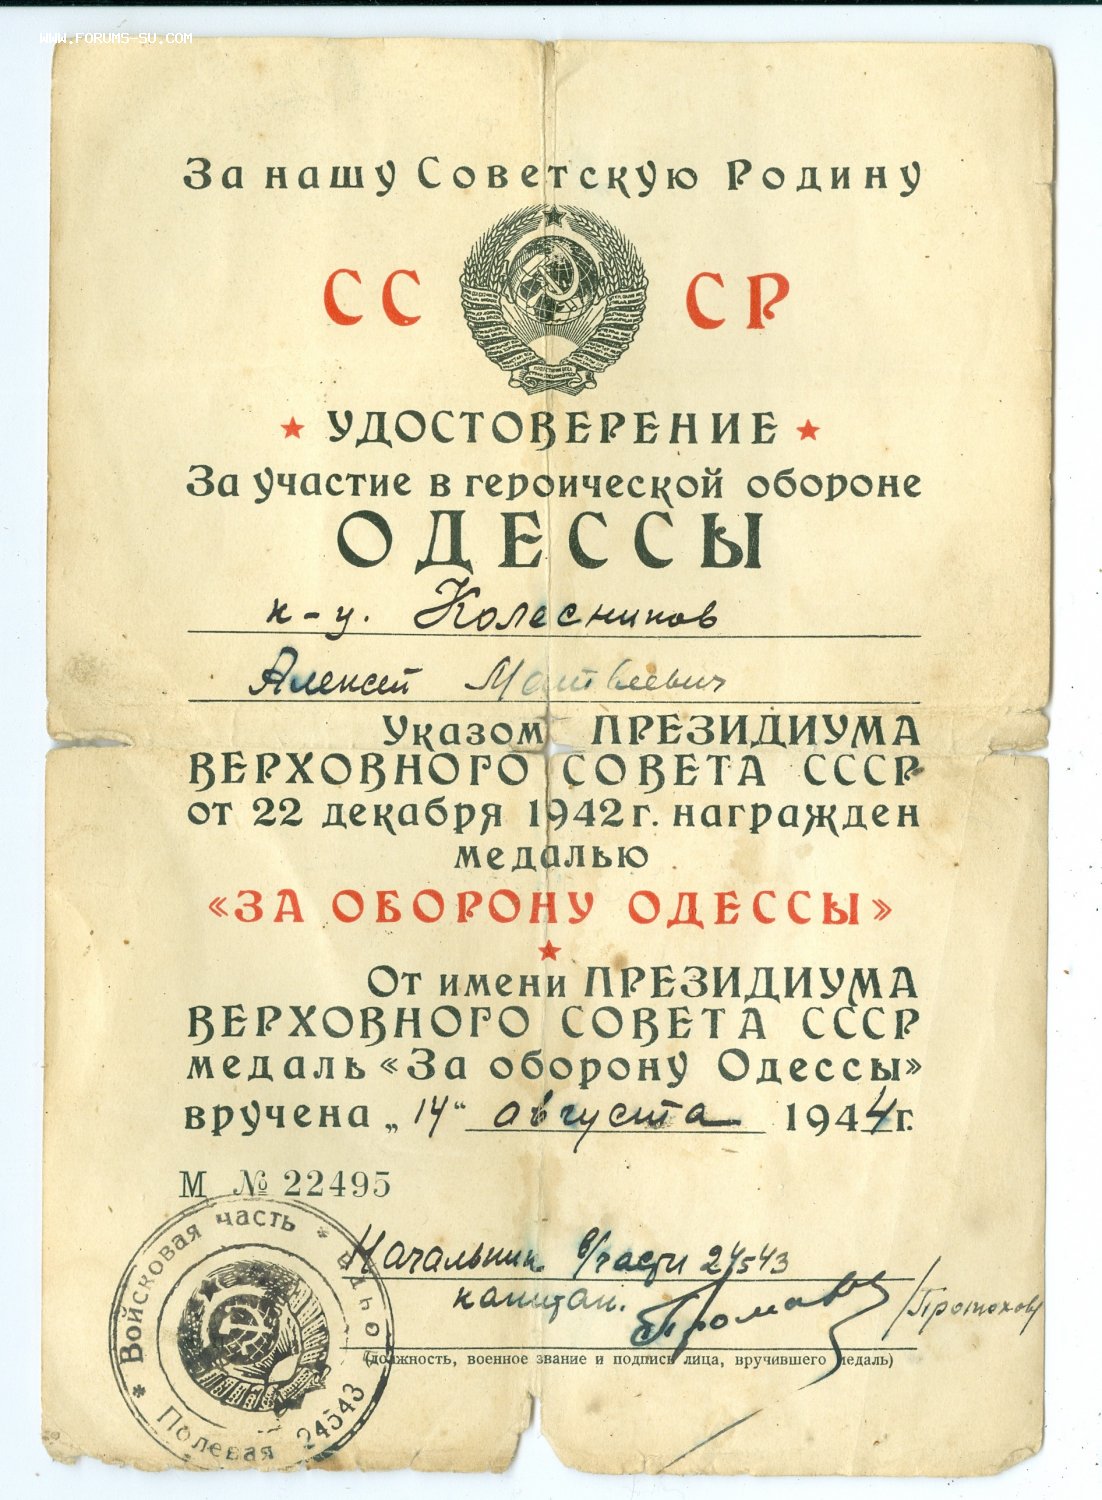 WWW.FORUMS-SU.COM
За нашу Советскую Родину
СС СР
УДОСТОВЕРЕНИЕ
За участие в героической обороне
ОДЕССЫ
к-у. Колесников
Алексей Матвеевич
Указом ПРЕЗИДИУМА
ВЕРХОВНОГО СОВЕТА СССР
от 22 декабря 1942 г. награжден
медалью
«ЗА ОБОРОНУ ОДЕССЫ»
От имени ПРЕЗИДИУМА
ВЕРХОВНОГО СОВЕТА СССР
медаль «За оборону Одессы»
вручена „14“ августа 1944 г.
М № 22495
Начальник в/части 24543
капитан.
(должность, военное звание и подпись лица, вручившего медаль)
* Войсковая часть *
Полевая 24543